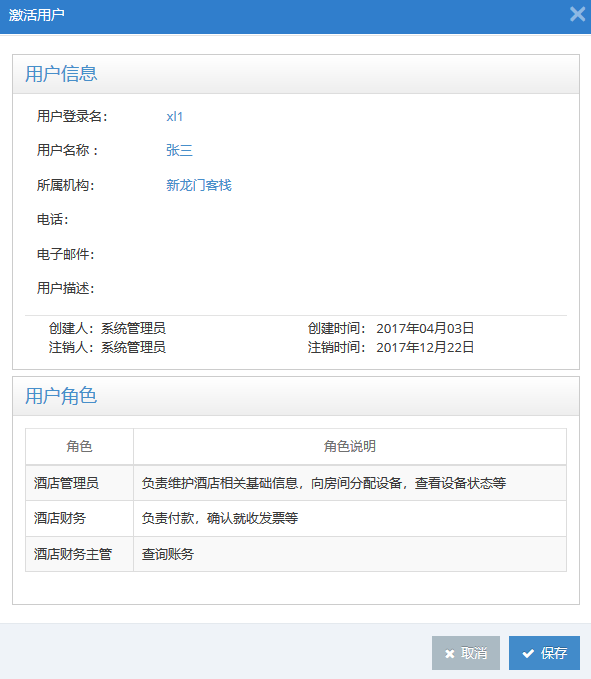 激活用户
用户信息
用户登录名： xl1
用户名称 ： 张三
所属机构： 新龙门客栈
电话：
电子邮件：
用户描述：
创建人： 系统管理员 创建时间： 2017年04月03日
注销人： 系统管理员 注销时间： 2017年12月22日
用户角色
角色 角色说明
酒店管理员 负责维护酒店相关基础信息，向房间分配设备，查看设备状态等
酒店财务 负责付款，确认就收发票等
酒店财务主管 查询账务
取消 保存